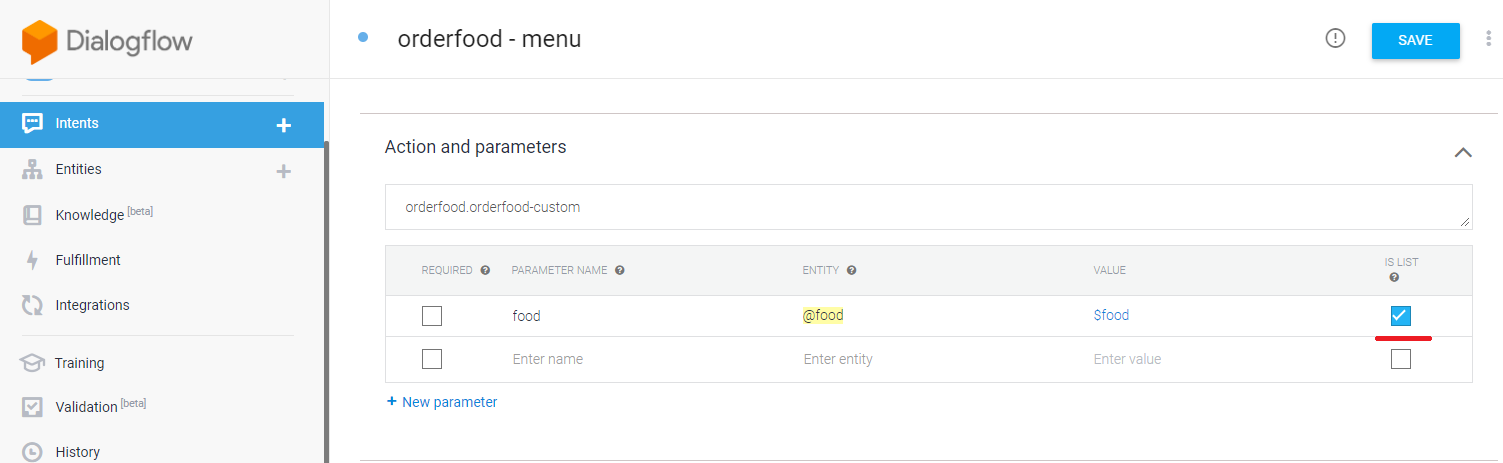 Dialogflow
orderfood - menu
SAVE
Intents +
Entities +
Knowledge [beta]
Fulfillment
Integrations
Training
Validation [beta]
History
Action and parameters
orderfood.orderfood-custom
REQUIRED ? PARAMETER NAME ? ENTITY ? VALUE IS LIST ?
food @food $food
Enter name Enter entity Enter value
+ New parameter